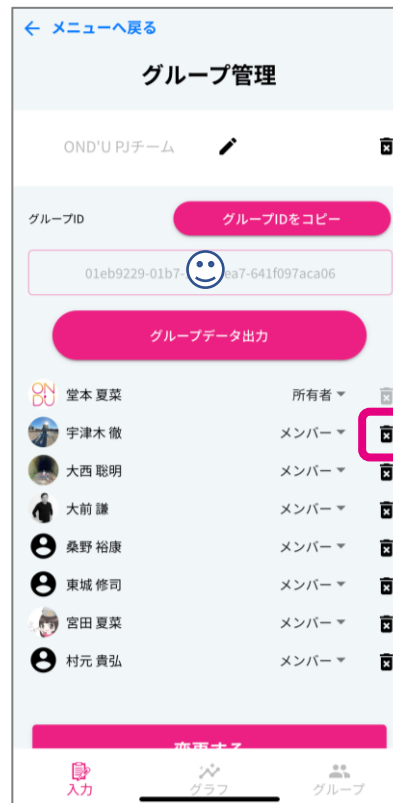 ← メニューへ戻る
グループ管理
OND'U PJチーム
グループID
グループIDをコピー
01eb9229-01b7- ea7-641f097aca06
グループデータ出力
堂本 夏菜 所有者
宇津木 徹 メンバー
大西 聡明 メンバー
大前 謙 メンバー
桑野 裕康 メンバー
東城 修司 メンバー
宮田 夏菜 メンバー
村元 貴弘 メンバー
変更する
入力 グラフ グループ